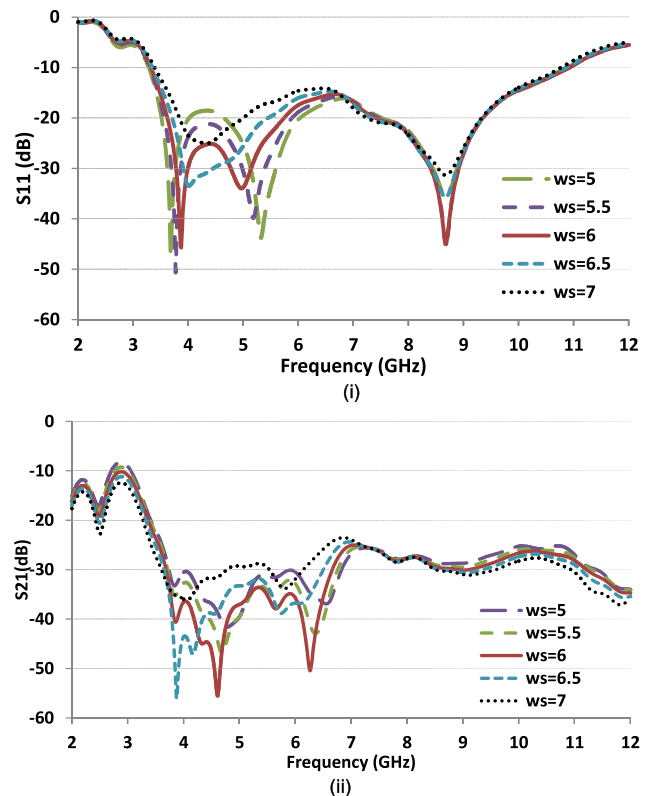 0
-10
-20
-30
-40
-50
-60
S11 (dB)
ws=5
ws=5.5
ws=6
ws=6.5
ws=7
2 3 4 5 6 7 8 9 10 11 12
Frequency (GHz)
(i)
0
-10
-20
-30
-40
-50
-60
S21(dB)
ws=5
ws=5.5
ws=6
ws=6.5
ws=7
2 3 4 5 6 7 8 9 10 11 12
Frequency (GHz)
(ii)